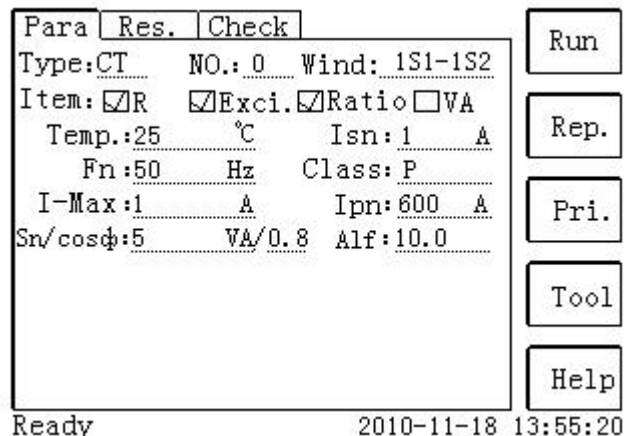 Para Res. Check
Run
Type:CT NO.: 0 Wind: 1S1-1S2
Item: ☑R ☑Exci. ☑Ratio ☐VA
Rep.
Temp.:25 ℃ Isn:1 A
Fn:50 Hz Class:P
I-Max:1 A Ipn:600 A
Pri.
Sn/cosф:5 VA/0.8 Alf:10.0
Tool
Help
Ready 2010-11-18 13:55:20